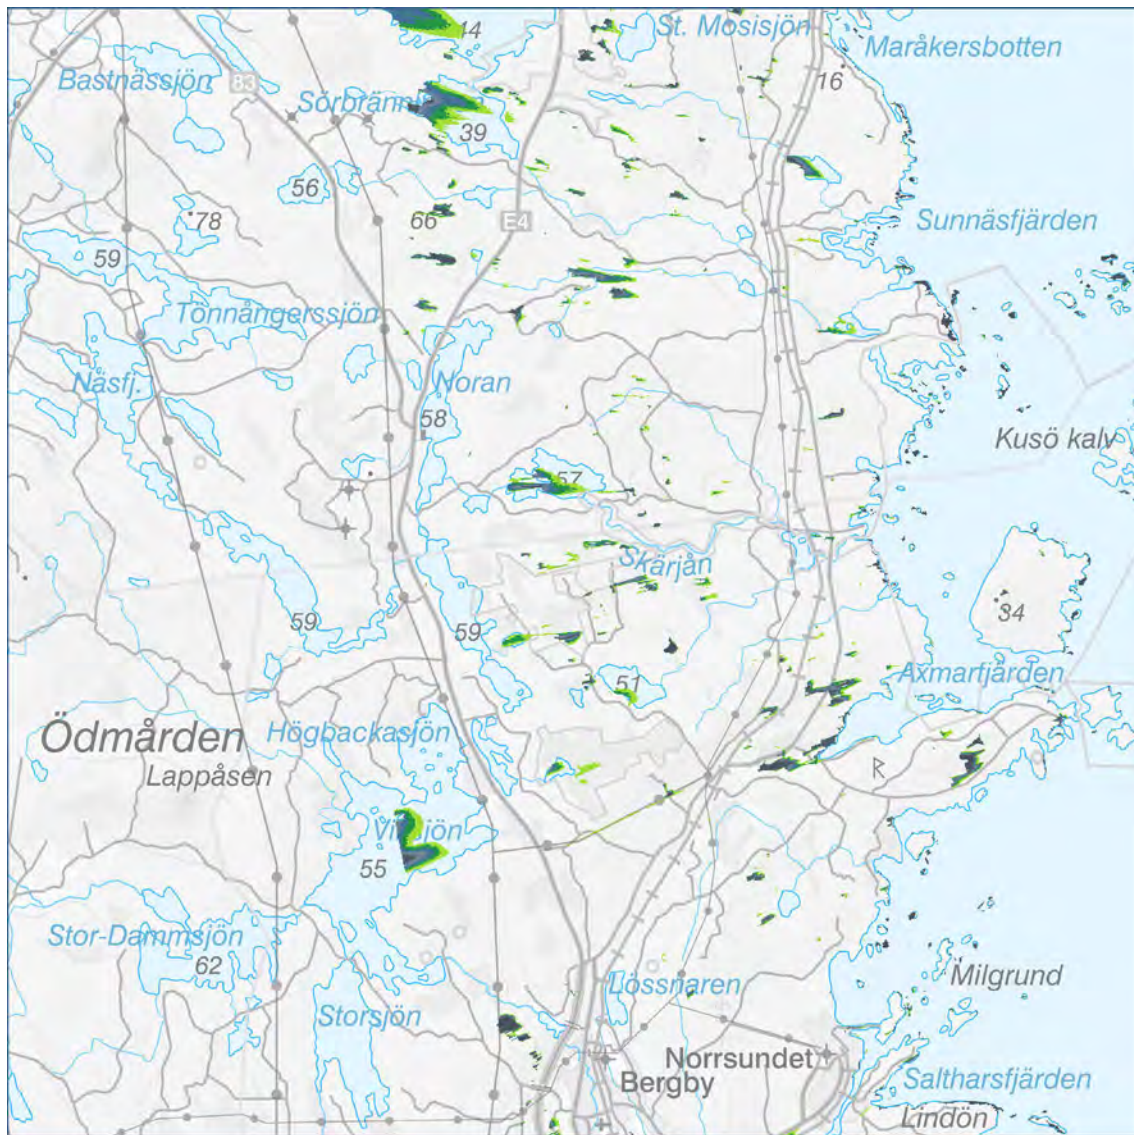 44
St. Mosisjön
Maråkersbotten
Bastnässjön
83
Sörbränn
16
39
56
78
66
E4
Sunnäsfjärden
59
Tönnångerssjön
Nåsfj.
Noran
58
Kusö kalv
57
Skärjån
59
59
34
51
Axmarfjärden
Ödmården
Högbackasjön
Lappåsen
R
55
Stor-Dammsjön
62
Milgrund
Lössnaren
Storsjön
Norrsundet
Bergby
Saltharsfjärden
Lindön